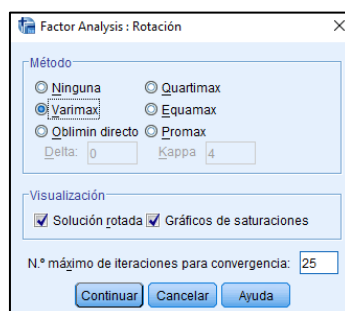 Factor Analysis : Rotación
Método
Ninguna Quartimax
Varimax Equamax
Oblimin directo Promax
Delta: 0 Kappa 4
Visualización
Solución rotada Gráficos de saturaciones
N.º máximo de iteraciones para convergencia: 25
Continuar Cancelar Ayuda